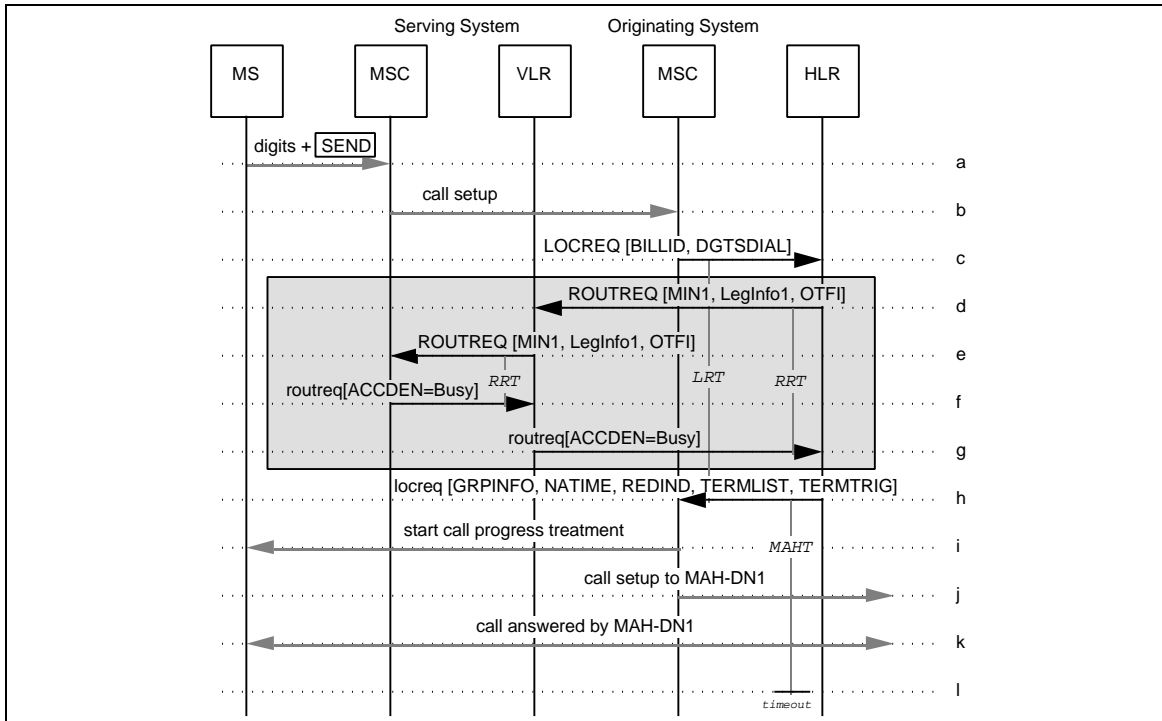 Serving System Originating System
MS MSC VLR MSC HLR
digits + SEND
a
call setup
b
LOCREQ [BILLID, DGTSDIAL]
c
ROUTREQ [MIN1, LegInfo1, OTFI]
d
ROUTREQ [MIN1, LegInfo1, OTFI]
e
RRT LRT RRT
routreq[ACCDEN=Busy]
f
routreq[ACCDEN=Busy]
g
locreq [GRPINFO, NATIME, REDIND, TERMLIST, TERMTRIG]
h
start call progress treatment
MAHT
i
call setup to MAH-DN1
j
call answered by MAH-DN1
k
l
timeout